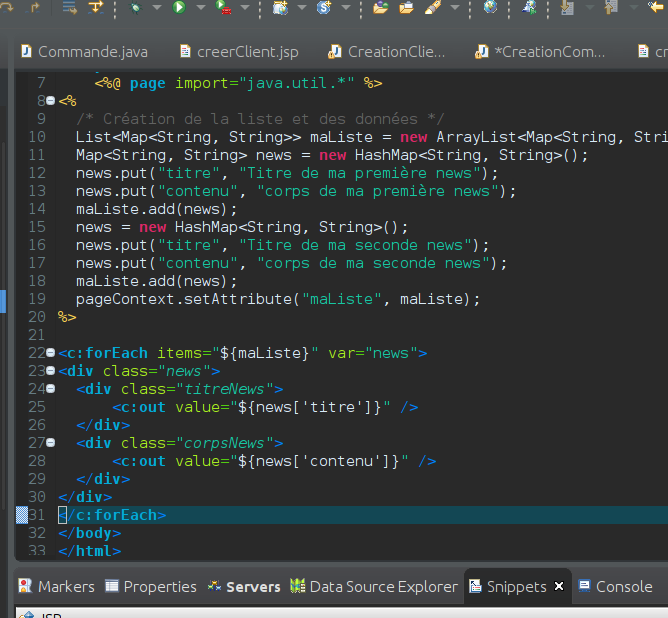 Commande.java creerClient.jsp CreationClie... *CreationCom... cr
7 <%@ page import="java.util.*" %>
8 <%
9 /* Création de la liste et des données */
10 List<Map<String, String>> maListe = new ArrayList<Map<String, Stri
11 Map<String, String> news = new HashMap<String, String>();
12 news.put("titre", "Titre de ma première news");
13 news.put("contenu", "corps de ma première news");
14 maListe.add(news);
15 news = new HashMap<String, String>();
16 news.put("titre", "Titre de ma seconde news");
17 news.put("contenu", "corps de ma seconde news");
18 maListe.add(news);
19 pageContext.setAttribute("maListe", maListe);
20 %>
21
22 <c:forEach items="${maListe}" var="news">
23 <div class="news">
24 <div class="titreNews">
25 <c:out value="${news['titre']}" />
26 </div>
27 <div class="corpsNews">
28 <c:out value="${news['contenu']}" />
29 </div>
30 </div>
31 </c:forEach>
32 </body>
33 </html>
Markers Properties Servers Data Source Explorer Snippets Console
JSP